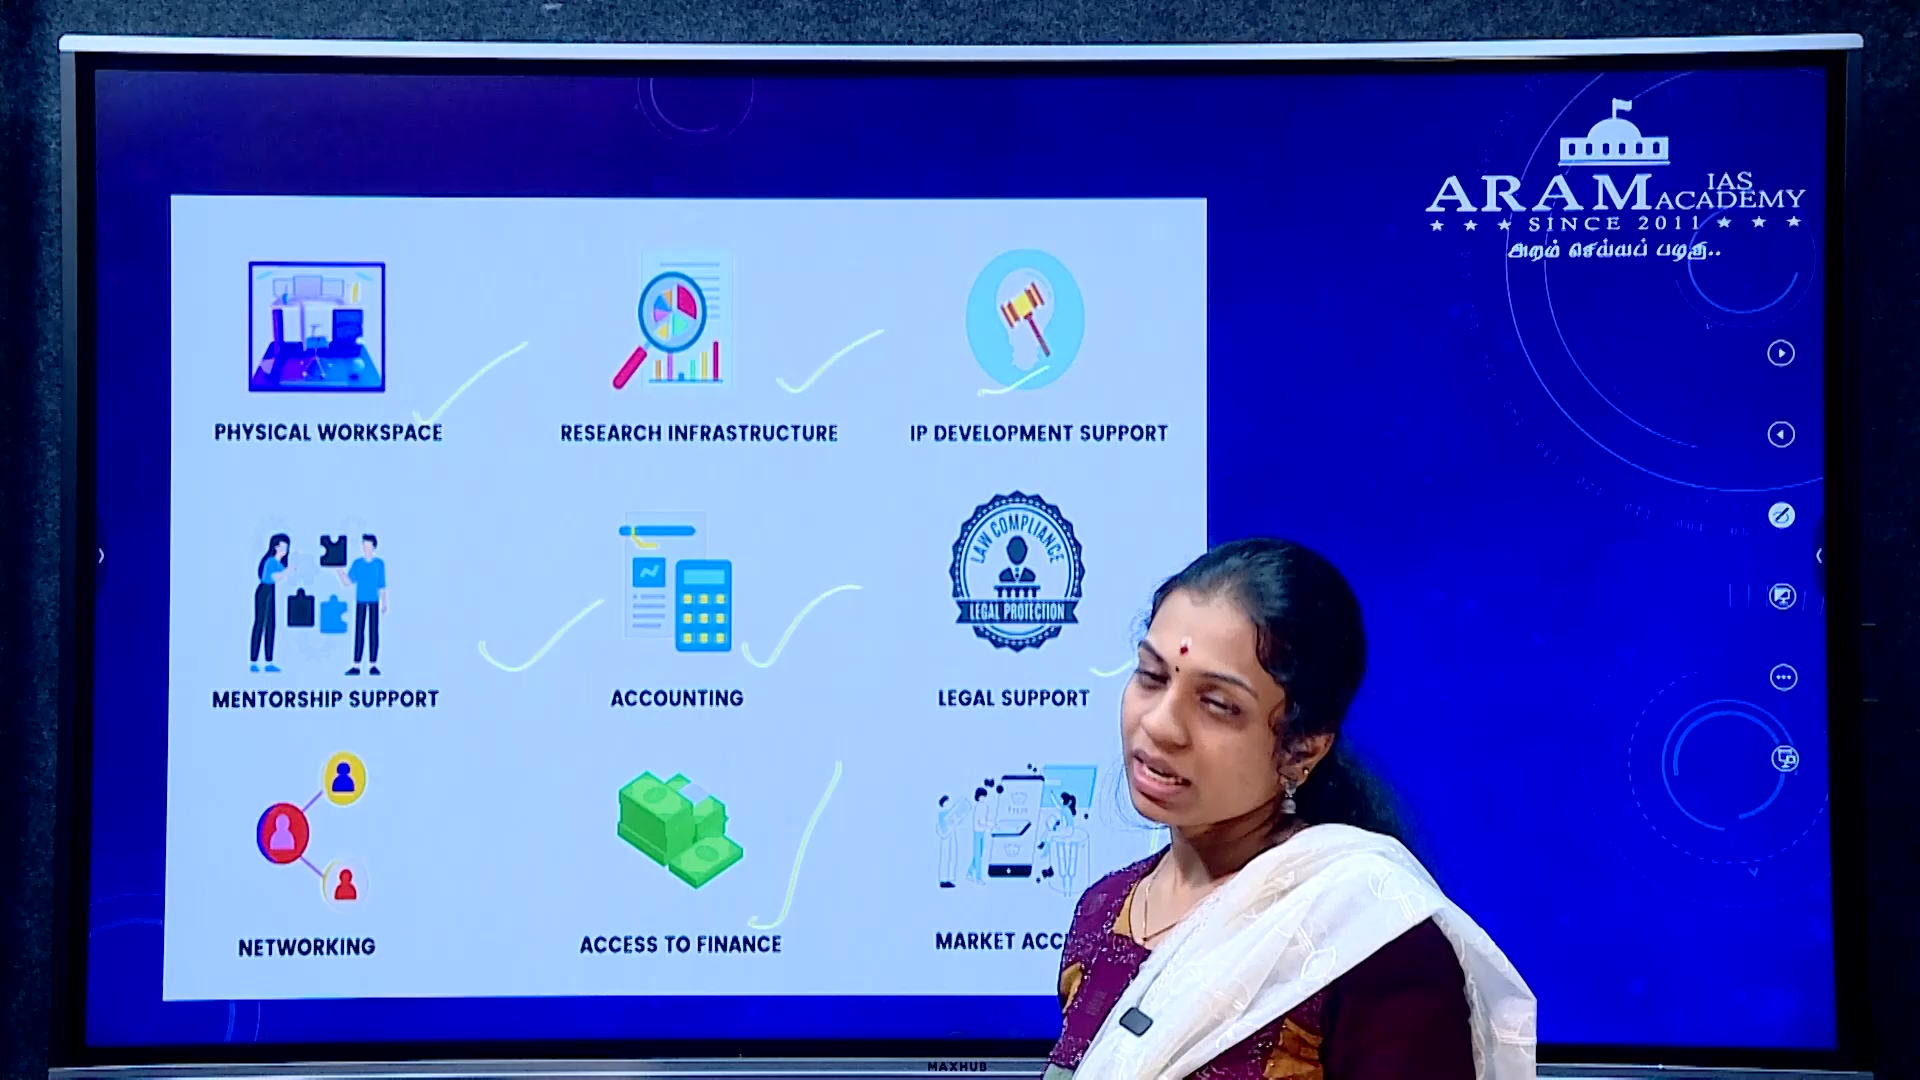 ARAM IAS ACADEMY
SINCE 2011
அறம் செய்யப் பழகு..
PHYSICAL WORKSPACE
RESEARCH INFRASTRUCTURE
IP DEVELOPMENT SUPPORT
LAW COMPLIANCE
LEGAL PROTECTION
MENTORSHIP SUPPORT
ACCOUNTING
LEGAL SUPPORT
NETWORKING
ACCESS TO FINANCE
MARKET ACC
MAXHUB